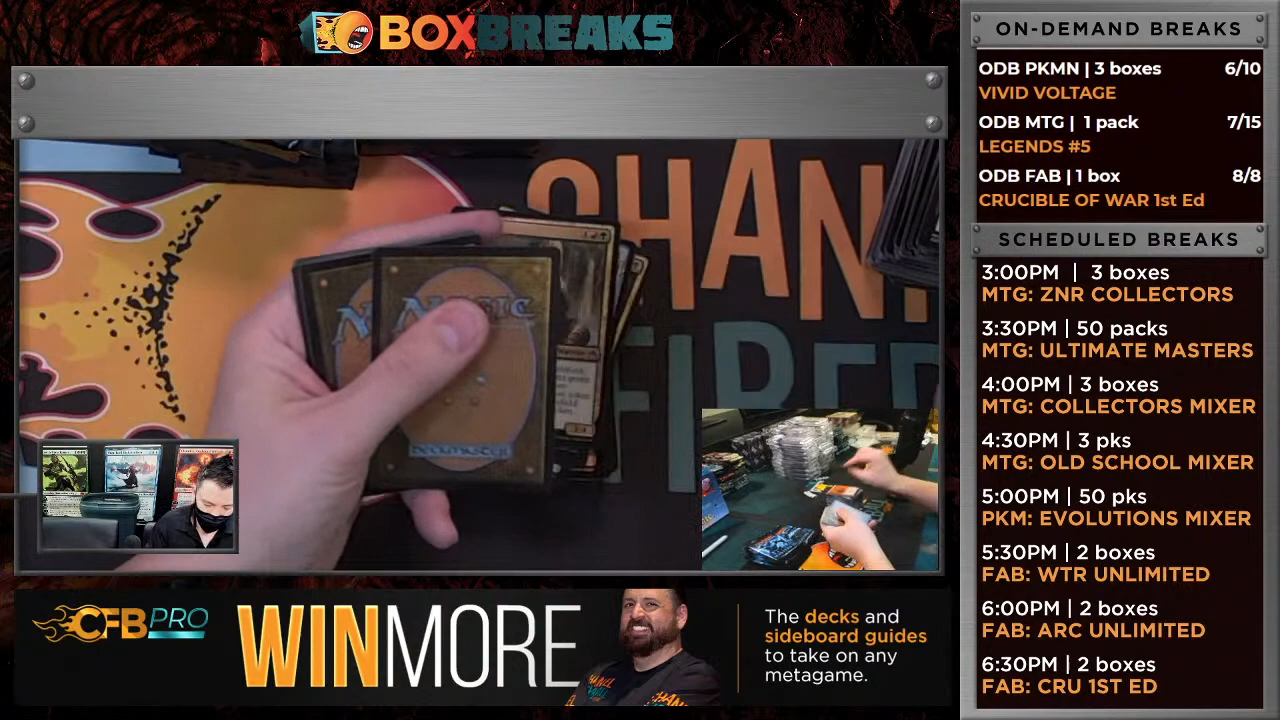 BOXBREAKS
CHAN
FIRED
MAGIC
DECKMASTER
CFBPRO
WINMORE
The decks and
sideboard guides
to take on any
metagame.
ON-DEMAND BREAKS
ODB PKMN | 3 boxes 6/10
VIVID VOLTAGE
ODB MTG | 1 pack 7/15
LEGENDS #5
ODB FAB | 1 box 8/8
CRUCIBLE OF WAR 1st Ed
SCHEDULED BREAKS
3:00PM | 3 boxes
MTG: ZNR COLLECTORS
3:30PM | 50 packs
MTG: ULTIMATE MASTERS
4:00PM | 3 boxes
MTG: COLLECTORS MIXER
4:30PM | 3 pks
MTG: OLD SCHOOL MIXER
5:00PM | 50 pks
PKM: EVOLUTIONS MIXER
5:30PM | 2 boxes
FAB: WTR UNLIMITED
6:00PM | 2 boxes
FAB: ARC UNLIMITED
6:30PM | 2 boxes
FAB: CRU 1ST ED